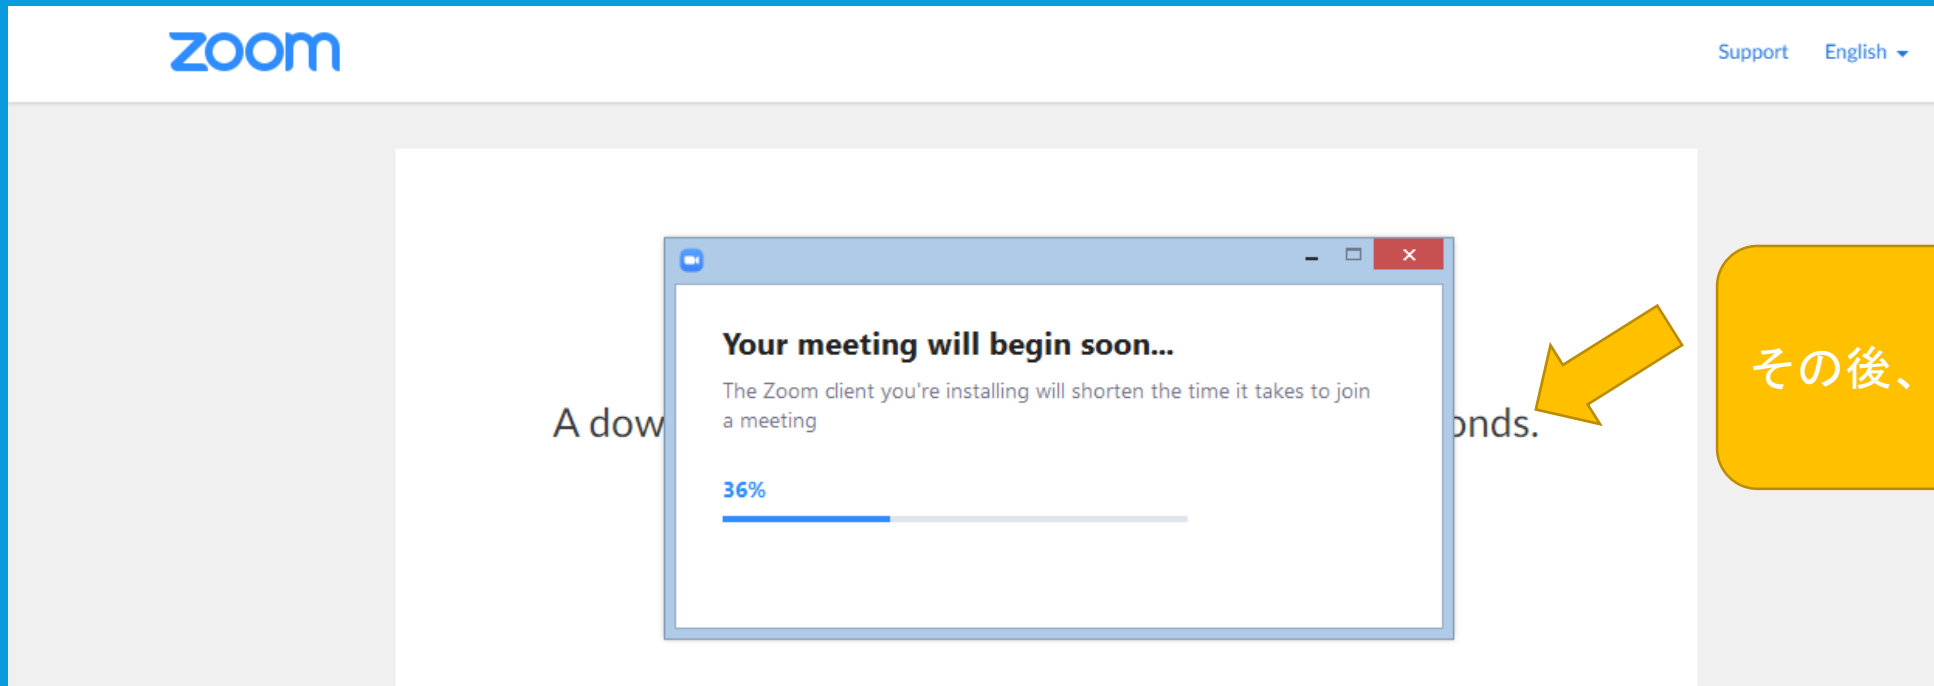 zoom
Support English
Your meeting will begin soon...
The Zoom client you're installing will shorten the time it takes to join
a meeting
A dow
onds.
36%
その後、